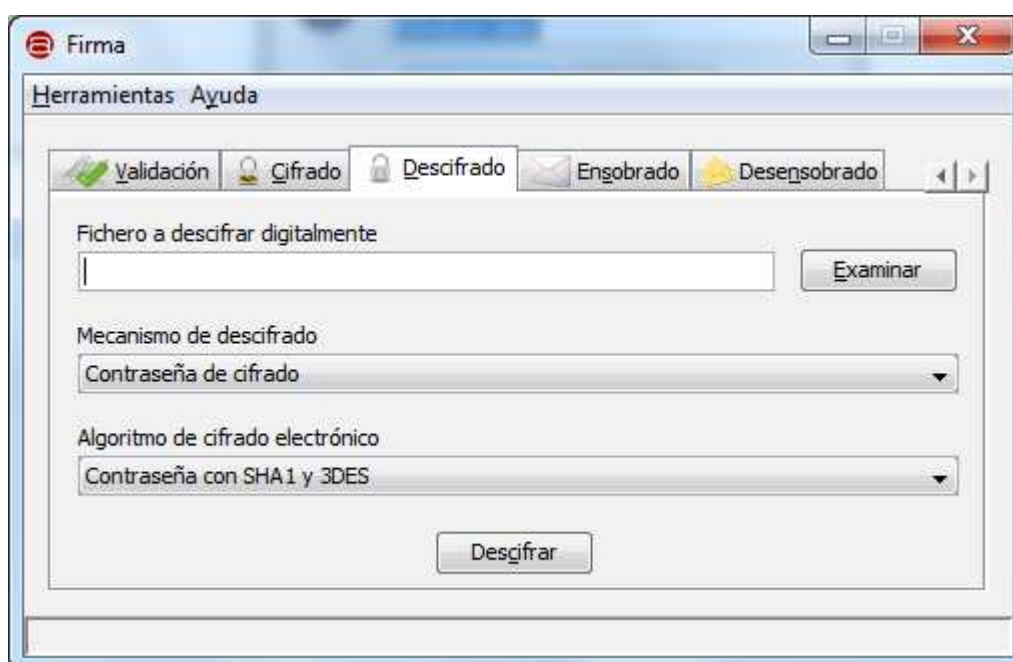 Firma
Herramientas Ayuda
Validación Cifrado Descifrado Ensobrado Desensobrado
Fichero a descifrar digitalmente
Examinar
Mecanismo de descifrado
Contraseña de cifrado
Algoritmo de cifrado electrónico
Contraseña con SHA1 y 3DES
Descifrar